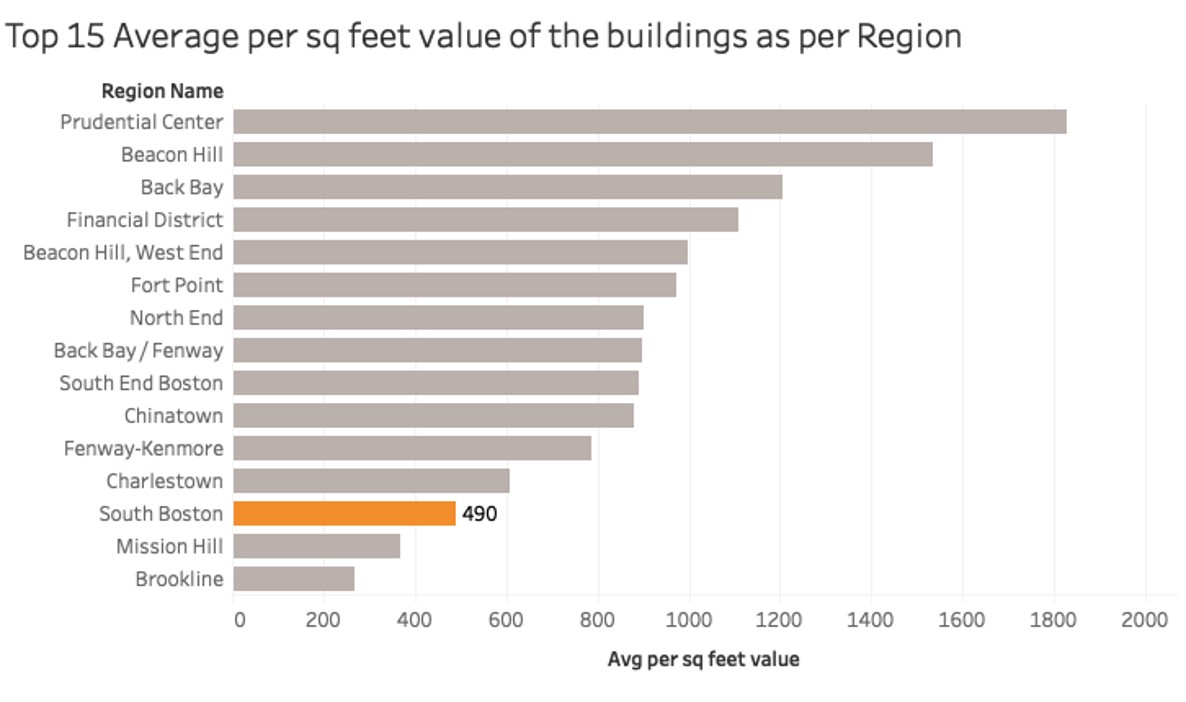 Top 15 Average per sq feet value of the buildings as per Region
Region Name
Prudential Center
Beacon Hill
Back Bay
Financial District
Beacon Hill, West End
Fort Point
North End
Back Bay / Fenway
South End Boston
Chinatown
Fenway-Kenmore
Charlestown
South Boston 490
Mission Hill
Brookline
0 200 400 600 800 1000 1200 1400 1600 1800 2000
Avg per sq feet value